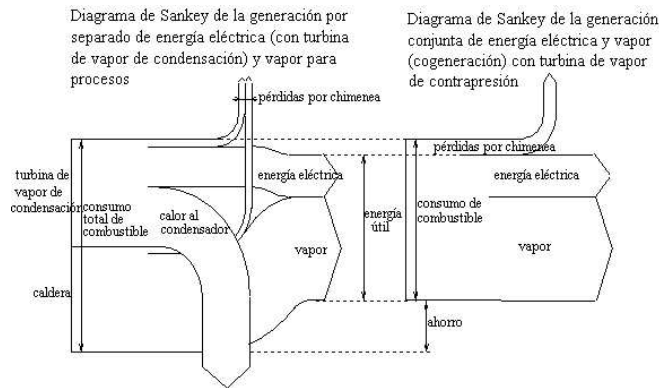 Diagrama de Sankey de la generación por
separado de energía eléctrica (con turbina
de vapor de condensación) y vapor para
procesos
Diagrama de Sankey de la generación
conjunta de energía eléctrica y vapor
(cogeneración) con turbina de vapor
de contrapresión
pérdidas por chimenea
pérdidas por chimenea
turbina de
vapor de
condensación
consumo
total de
combustible
calor al
condensador
energía eléctrica
energía
útil
consumo de
combustible
energía eléctrica
vapor
vapor
caldera
ahorro